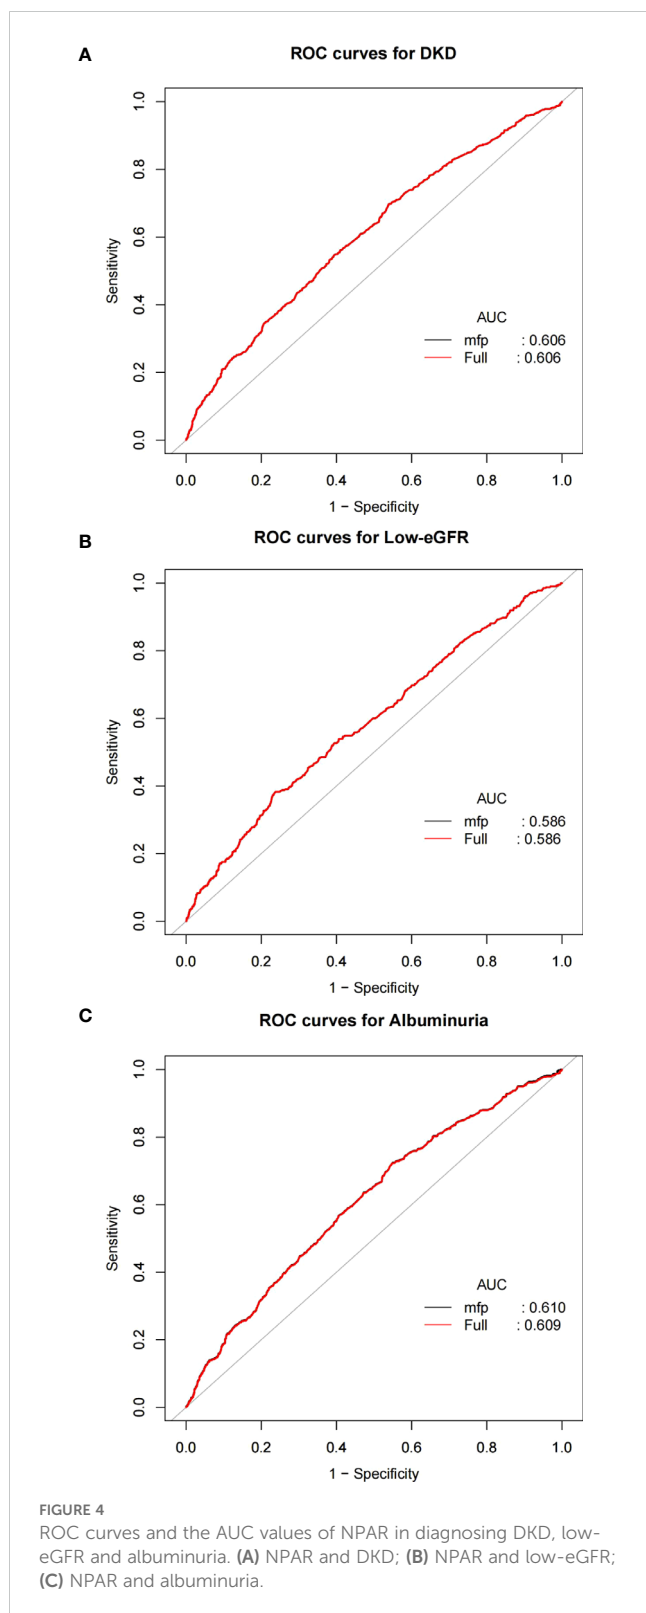 A
ROC curves for DKD
1.0
0.8
0.6
0.4
0.2
0.0
Sensitivity
AUC
mfp : 0.606
Full : 0.606
0.0 0.2 0.4 0.6 0.8 1.0
1 − Specificity
B
ROC curves for Low-eGFR
1.0
0.8
0.6
0.4
0.2
0.0
Sensitivity
AUC
mfp : 0.586
Full : 0.586
0.0 0.2 0.4 0.6 0.8 1.0
1 − Specificity
C
ROC curves for Albuminuria
1.0
0.8
0.6
0.4
0.2
0.0
Sensitivity
AUC
mfp : 0.610
Full : 0.609
0.0 0.2 0.4 0.6 0.8 1.0
1 − Specificity
FIGURE 4
ROC curves and the AUC values of NPAR in diagnosing DKD, low-
eGFR and albuminuria. (A) NPAR and DKD; (B) NPAR and low-eGFR;
(C) NPAR and albuminuria.